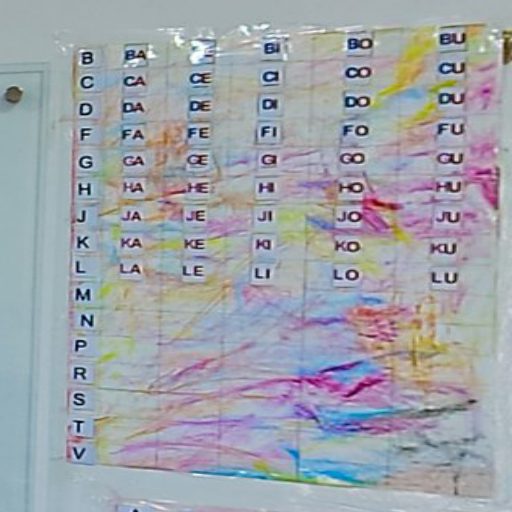 B BA BI BO BU
C CA CE CI CO CU
D DA DE DI DO DU
F FA FE FI FO FU
G GA GE GI GO GU
H HA HE HI HO HU
J JA JE JI JO JU
K KA KE KI KO KU
L LA LE LI LO LU
M
N
P
R
S
T
V